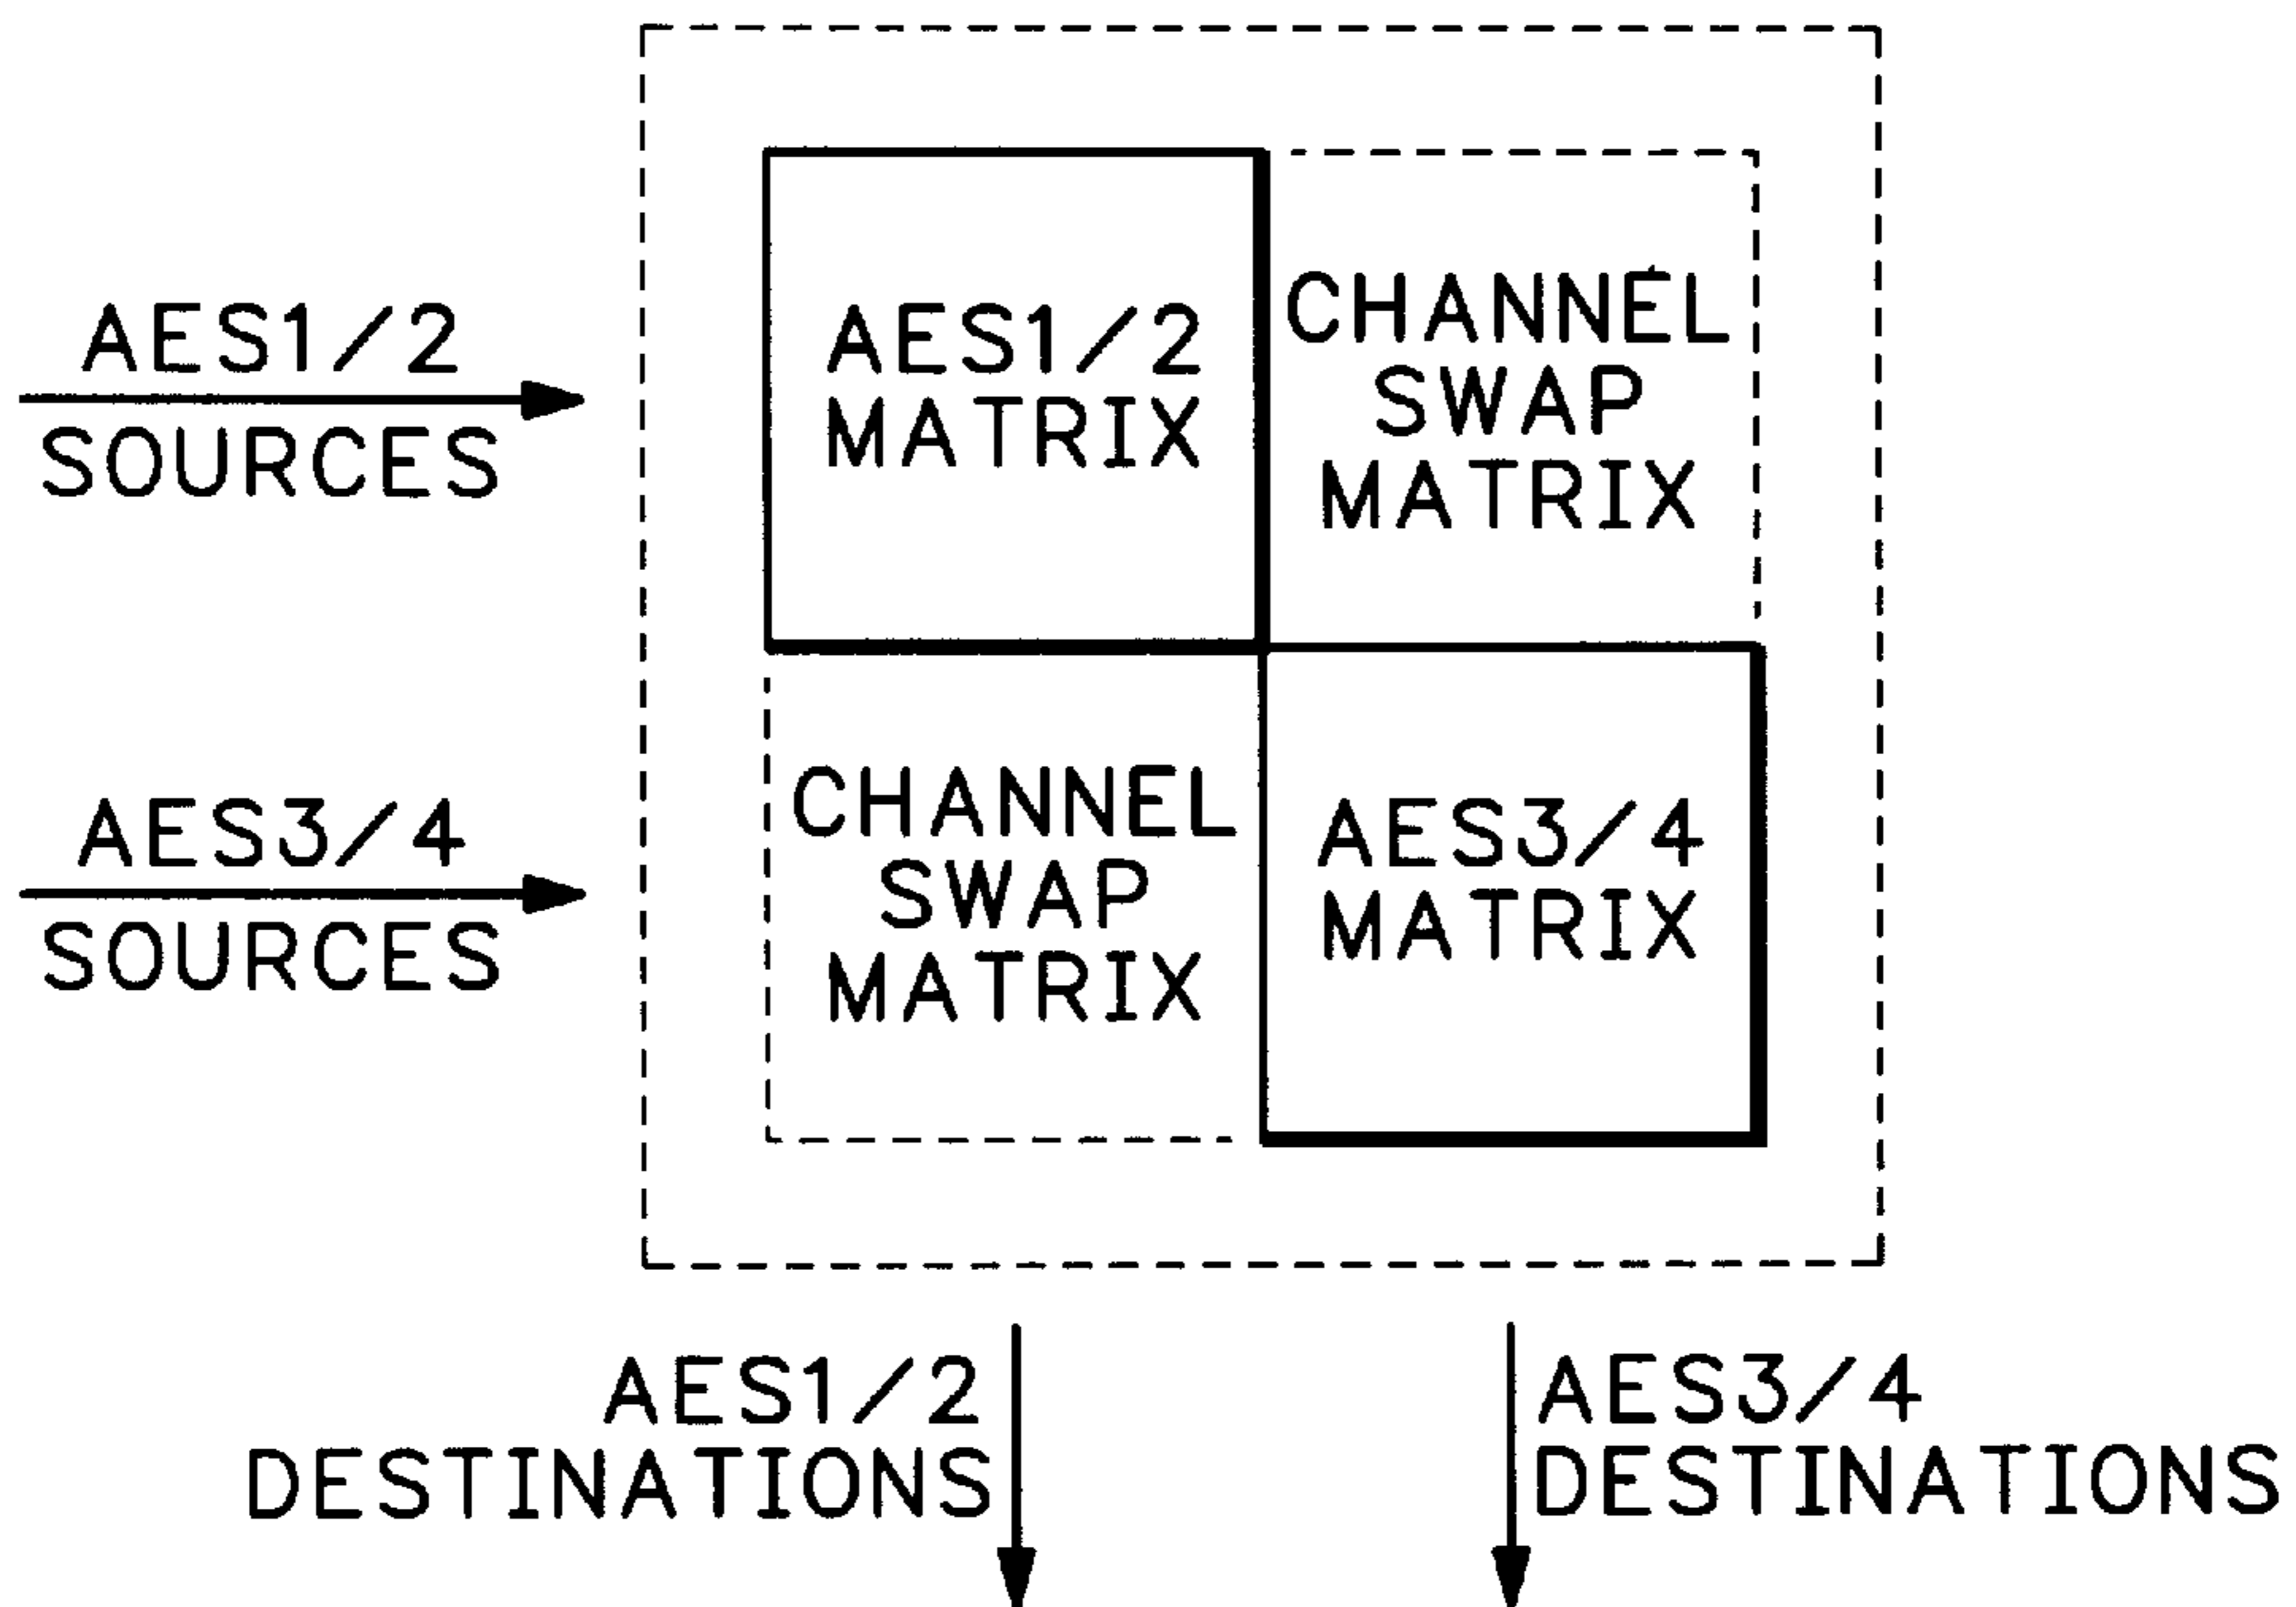 AES1/2
SOURCES
AES1/2
MATRIX
CHANNEL
SWAP
MATRIX
AES3/4
SOURCES
CHANNEL
SWAP
MATRIX
AES3/4
MATRIX
AES1/2
DESTINATIONS
AES3/4
DESTINATIONS